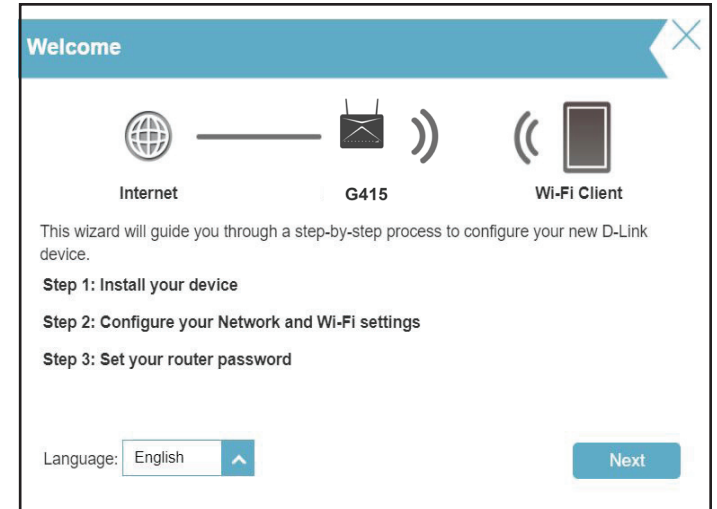 Welcome
Internet
G415
Wi-Fi Client
This wizard will guide you through a step-by-step process to configure your new D-Link
device.
Step 1: Install your device
Step 2: Configure your Network and Wi-Fi settings
Step 3: Set your router password
Language: English
Next